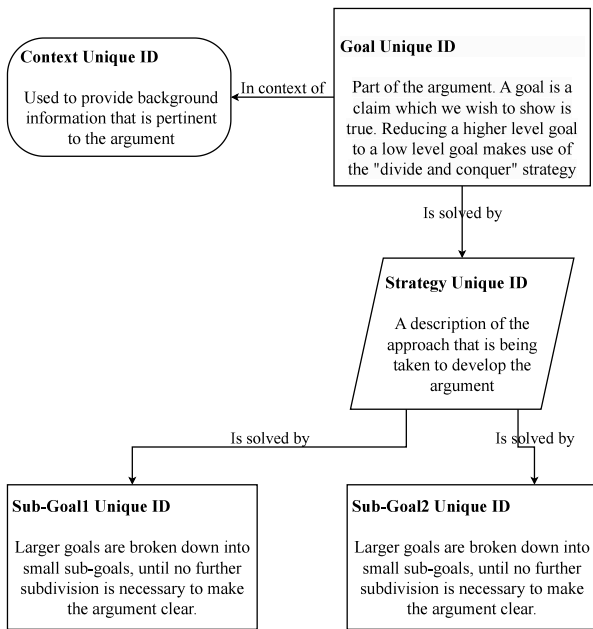 Context Unique ID
Used to provide background
information that is pertinent
to the argument
In context of
Goal Unique ID
Part of the argument. A goal is a
claim which we wish to show is
true. Reducing a higher level goal
to a low level goal makes use of
the "divide and conquer" strategy
Is solved by
Strategy Unique ID
A description of the
approach that is being
taken to develop the
argument
Is solved by
Is solved by
Sub-Goal1 Unique ID
Larger goals are broken down into
small sub-goals, until no further
subdivision is necessary to make
the argument clear.
Sub-Goal2 Unique ID
Larger goals are broken down into
small sub-goals, until no further
subdivision is necessary to make
the argument clear.